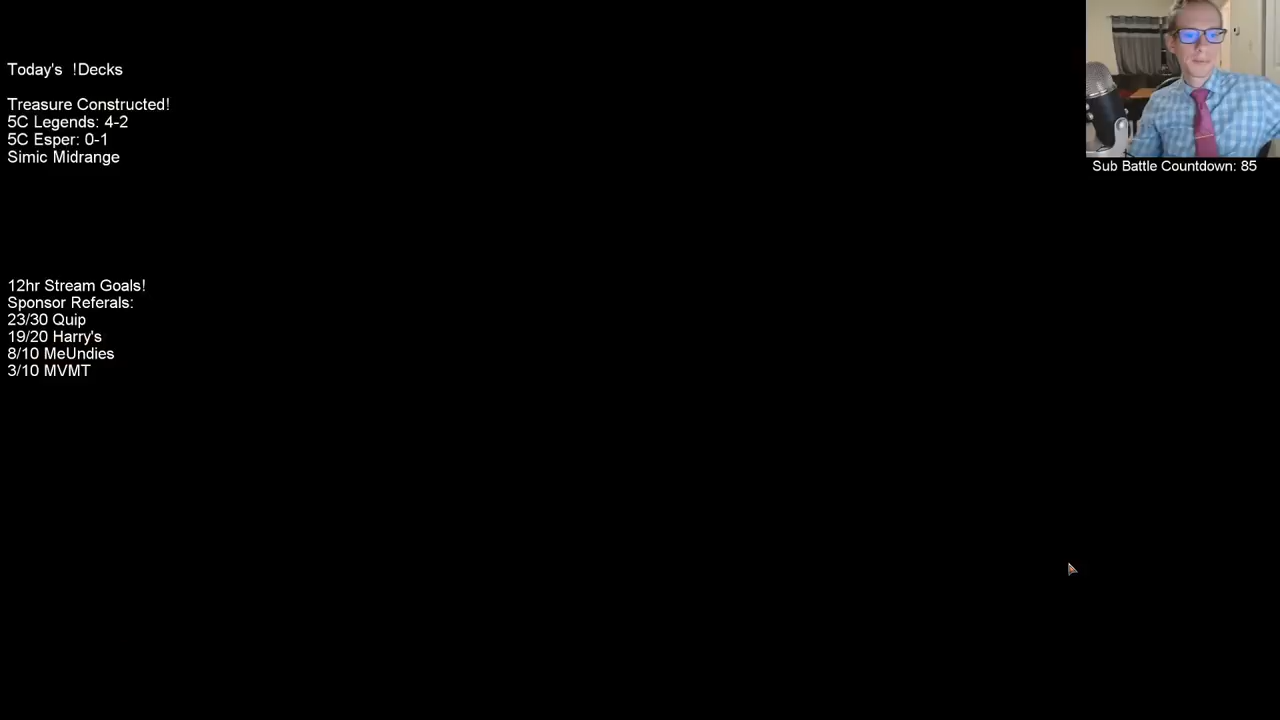 Today's  !Decks
Treasure Constructed!
5C Legends: 4-2
5C Esper: 0-1
Simic Midrange
Sub Battle Countdown: 85
12hr Stream Goals!
Sponsor Referals:
23/30 Quip
19/20 Harry's
8/10 MeUndies
3/10 MVMT